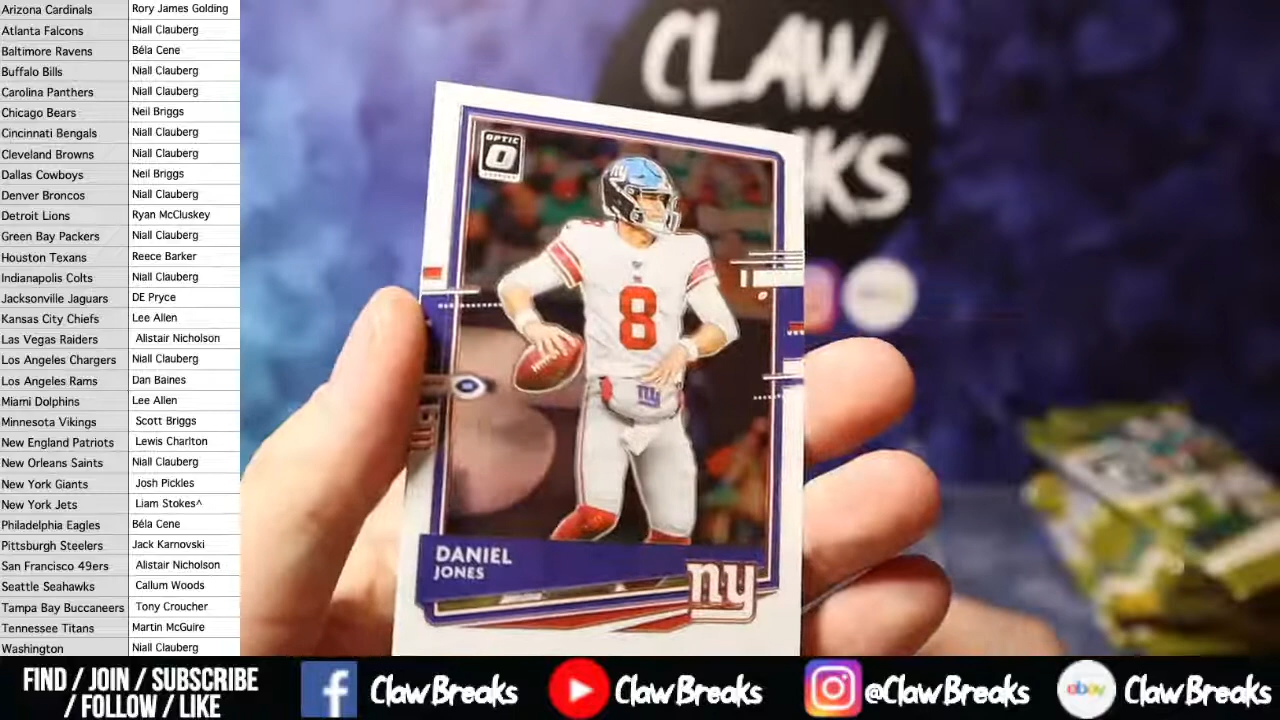 Arizona Cardinals Rory James Golding
Atlanta Falcons Niall Clauberg
Baltimore Ravens Béla Cene
Buffalo Bills Niall Clauberg
Carolina Panthers Niall Clauberg
Chicago Bears Neil Briggs
Cincinnati Bengals Niall Clauberg
Cleveland Browns Niall Clauberg
Dallas Cowboys Neil Briggs
Denver Broncos Niall Clauberg
Detroit Lions Ryan McCluskey
Green Bay Packers Niall Clauberg
Houston Texans Reece Barker
Indianapolis Co Niall Clauberg
Jacksonville Jaguars DE Pryce
Kansas City Chiefs Lee Allen
Las Vegas Raiders Alistair Nicholson
Los Angeles Chargers Niall Clauberg
Los Angeles Rams Dan Baines
Miami Dolphins Lee Allen
Minnesota Vikings Scott Briggs
New England Patriots Lewis Charlton
New Orleans Saints Niall Clauberg
New York Giants Josh Pickles
New York Jets Liam Stokes^
Philadelphia Eagles Béla Cene
Pittsburgh Steelers Jack Karnovski
San Francisco 49ers Alistair Nicholson
Seattle Seahawks Callum Woods
Tampa Bay Buccaneers Tony Croucher
Tennessee Titans Martin McGuire
Washington Niall Clauberg
CLAW
KS
OPTIC
O
8
8
ny
DANIEL
JONES
ny
FIND / JOIN / SUBSCRIBE
/ FOLLOW / LIKE
f ClawBreaks
ClawBreaks
@ClawBreaks
ebay ClawBreaks